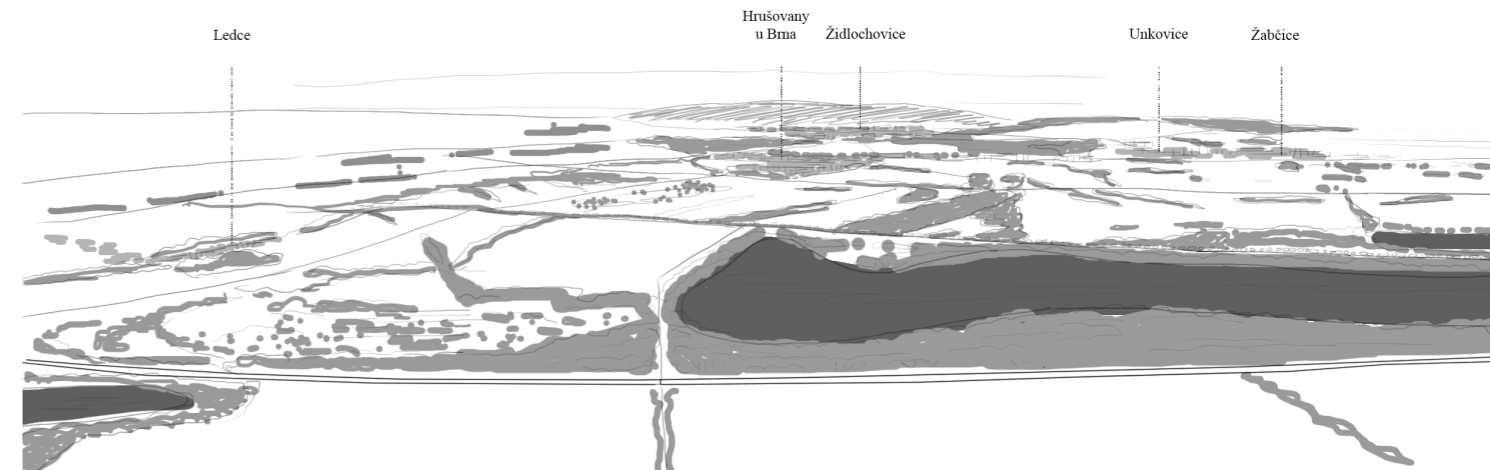 Ledce
Hrušovany
u Brna
Židlochovice
Unkovice
Žabčice